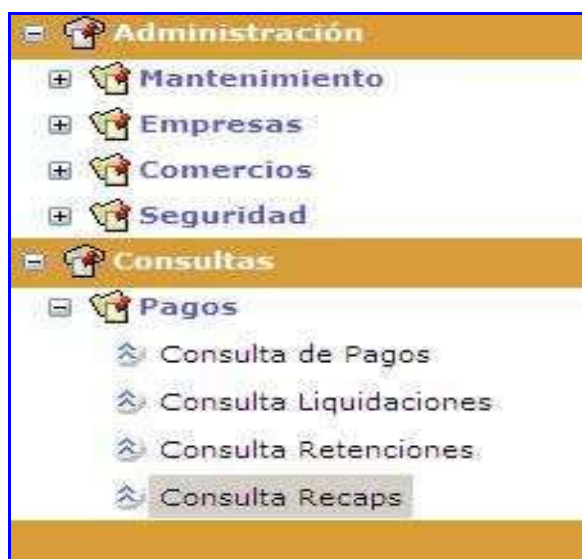 Administración
Mantenimiento
Empresas
Comercios
Seguridad
Consultas
Pagos
Consulta de Pagos
Consulta Liquidaciones
Consulta Retenciones
Consulta Recaps